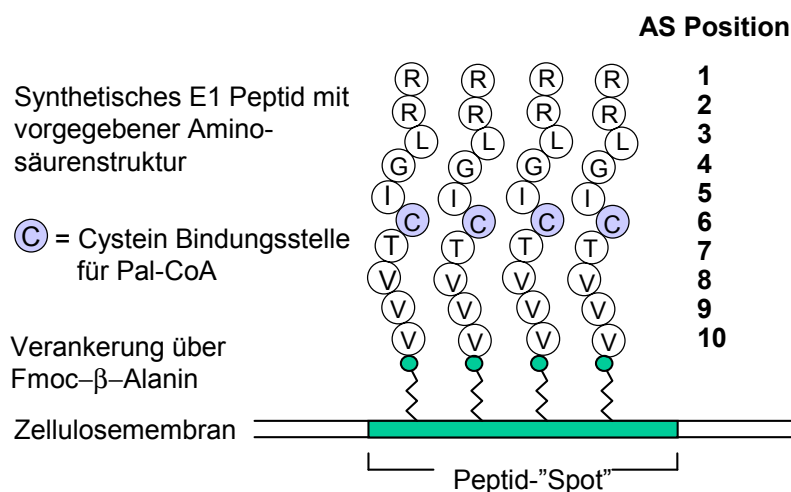 AS Position
R R R R 1
R R R R 2
L L L L 3
G G G G 4
I I I I 5
C C C C 6
T T T T 7
V V V V 8
V V V V 9
V V V V 10
Synthetisches E1 Peptid mit
vorgegebener Amino-
säurenstruktur
C = Cystein Bindungsstelle
für Pal-CoA
Verankerung über
Fmoc–β–Alanin
Zellulosemembran
Peptid-"Spot"